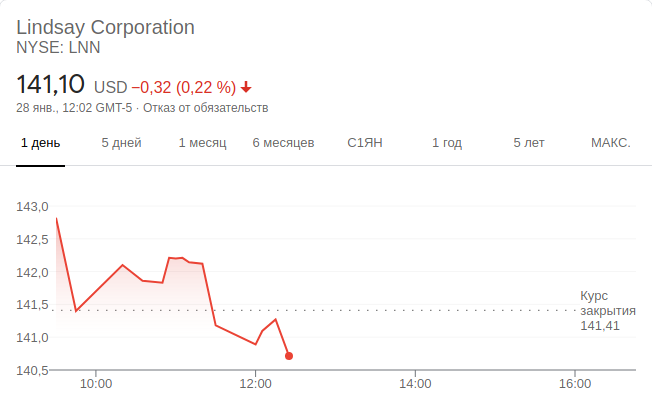 Lindsay Corporation
NYSE: LNN
141,10 USD −0,32 (0,22 %)
28 янв., 12:02 GMT-5 · Отказ от обязательств
1 день 5 дней 1 месяц 6 месяцев С1ЯН 1 год 5 лет МАКС.
143,0
142,5
142,0
141,5
141,0
140,5
Курс
закрытия
141,41
10:00 12:00 14:00 16:00